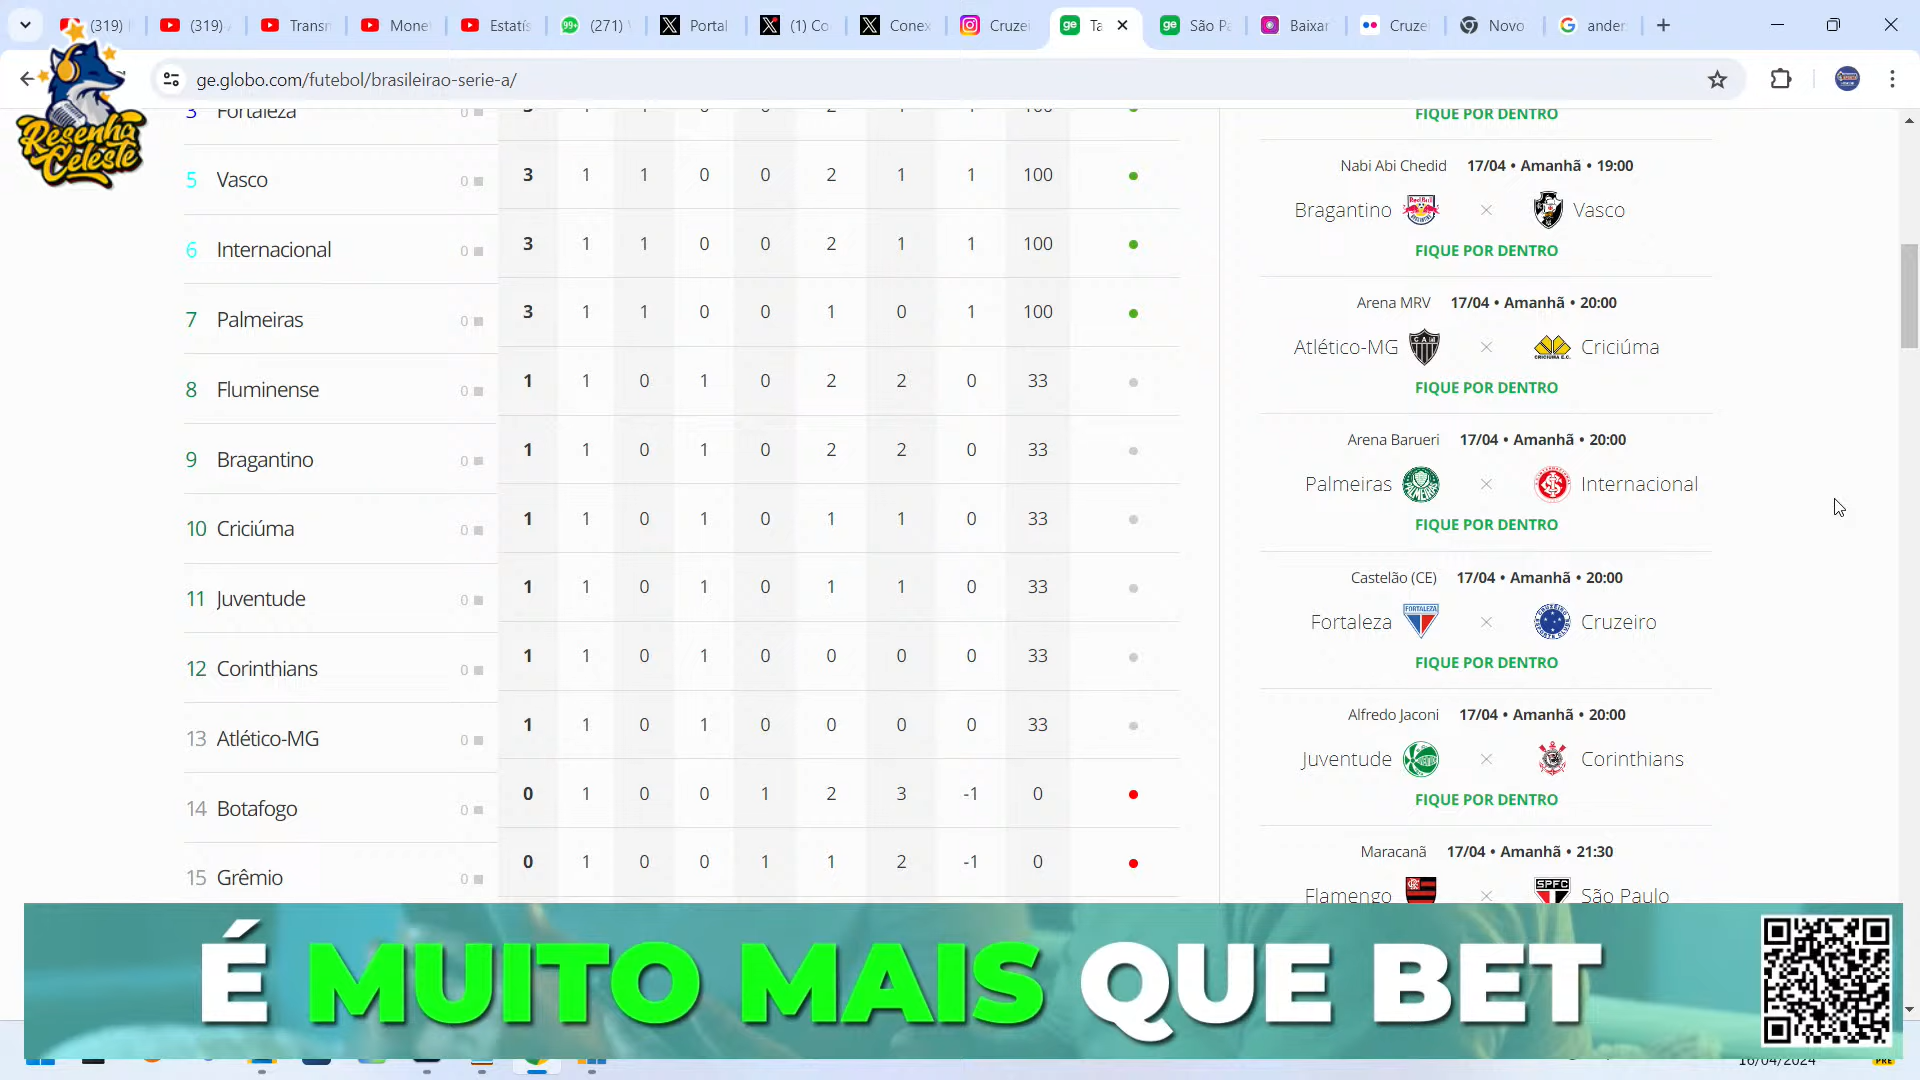 (319)
(319)
Transn
Mone
Estatís
(271)
Portal
(1) Co
Conex
Cruzei
Ta
São Pa
Baixar
Cruze
Novo
ander
ge.globo.com/futebol/brasileirao-serie-a/
Resenha
Celeste
3 Fortaleza 0
5 Vasco 0 3 1 1 0 0 2 1 1 100
6 Internacional 0 3 1 1 0 0 2 1 1 100
7 Palmeiras 0 3 1 1 0 0 1 0 1 100
8 Fluminense 0 1 1 0 1 0 2 2 0 33
9 Bragantino 0 1 1 0 1 0 2 2 0 33
10 Criciúma 0 1 1 0 1 0 1 1 0 33
11 Juventude 0 1 1 0 1 0 1 1 0 33
12 Corinthians 0 1 1 0 1 0 0 0 0 33
13 Atlético-MG 0 1 1 0 1 0 0 0 0 33
14 Botafogo 0 0 1 0 0 1 2 3 -1 0
15 Grêmio 0 0 1 0 0 1 1 2 -1 0
FIQUE POR DENTRO
Nabi Abi Chedid 17/04 • Amanhã • 19:00
Bragantino × Vasco
FIQUE POR DENTRO
Arena MRV 17/04 • Amanhã • 20:00
Atlético-MG × Criciúma
FIQUE POR DENTRO
Arena Barueri 17/04 • Amanhã • 20:00
Palmeiras × Internacional
FIQUE POR DENTRO
Castelão (CE) 17/04 • Amanhã • 20:00
Fortaleza × Cruzeiro
FIQUE POR DENTRO
Alfredo Jaconi 17/04 • Amanhã • 20:00
Juventude × Corinthians
FIQUE POR DENTRO
Maracanã 17/04 • Amanhã • 21:30
Flamengo × São Paulo
É MUITO MAIS QUE BET
16/04/2024